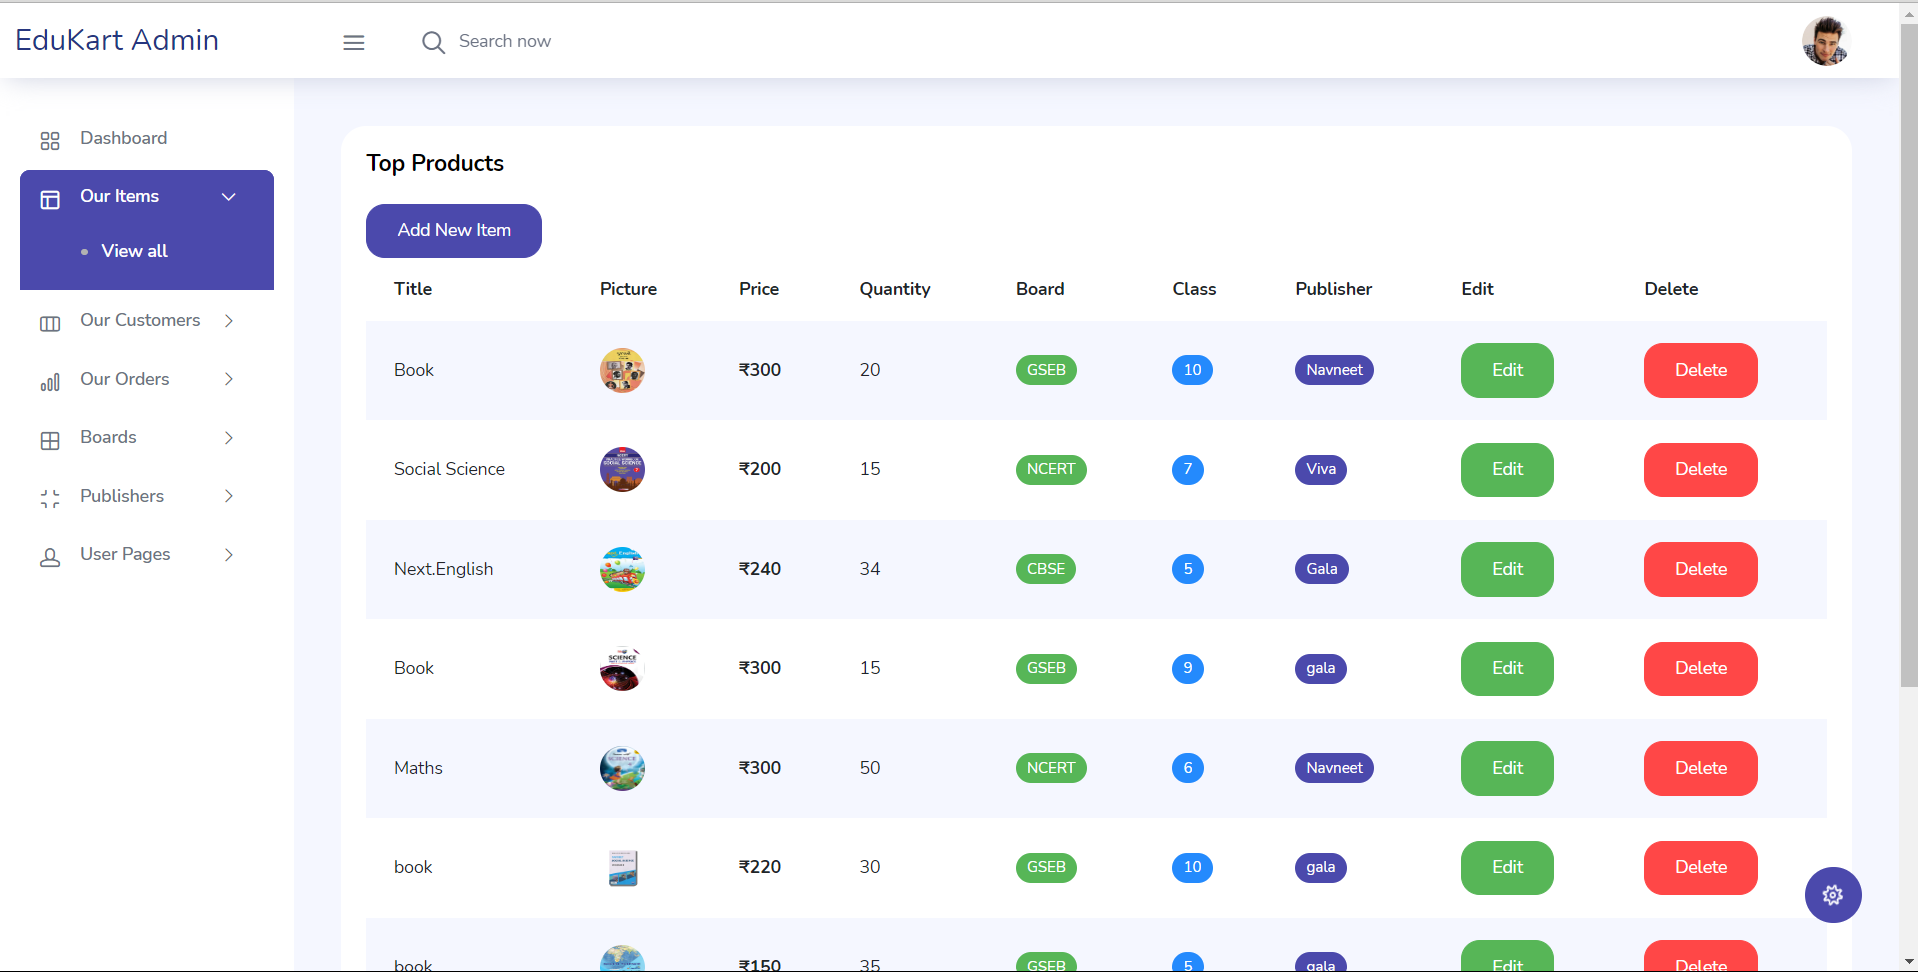 EduKart Admin
Search now
Dashboard
Our Items
View all
Our Customers
Our Orders
Boards
Publishers
User Pages
Top Products
Add New Item
Title Picture Price Quantity Board Class Publisher Edit Delete
Book ₹300 20 GSEB 10 Navneet Edit Delete
Social Science SOCIAL SCIENCE ₹200 15 NCERT 7 Viva Edit Delete
Next.English ₹240 34 CBSE 5 Gala Edit Delete
Book SCIENCE ₹300 15 GSEB 9 gala Edit Delete
Maths SCIENCE ₹300 50 NCERT 6 Navneet Edit Delete
book ₹220 30 GSEB 10 gala Edit Delete
book ₹150 35 GSEB 5 gala Edit Delete